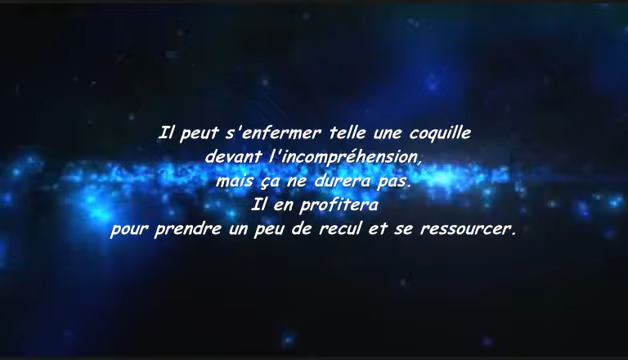 Il peut s'enfermer telle une coquille
devant l'incompréhension,
mais ça ne durera pas.
Il en profitera
pour prendre un peu de recul et se ressourcer.